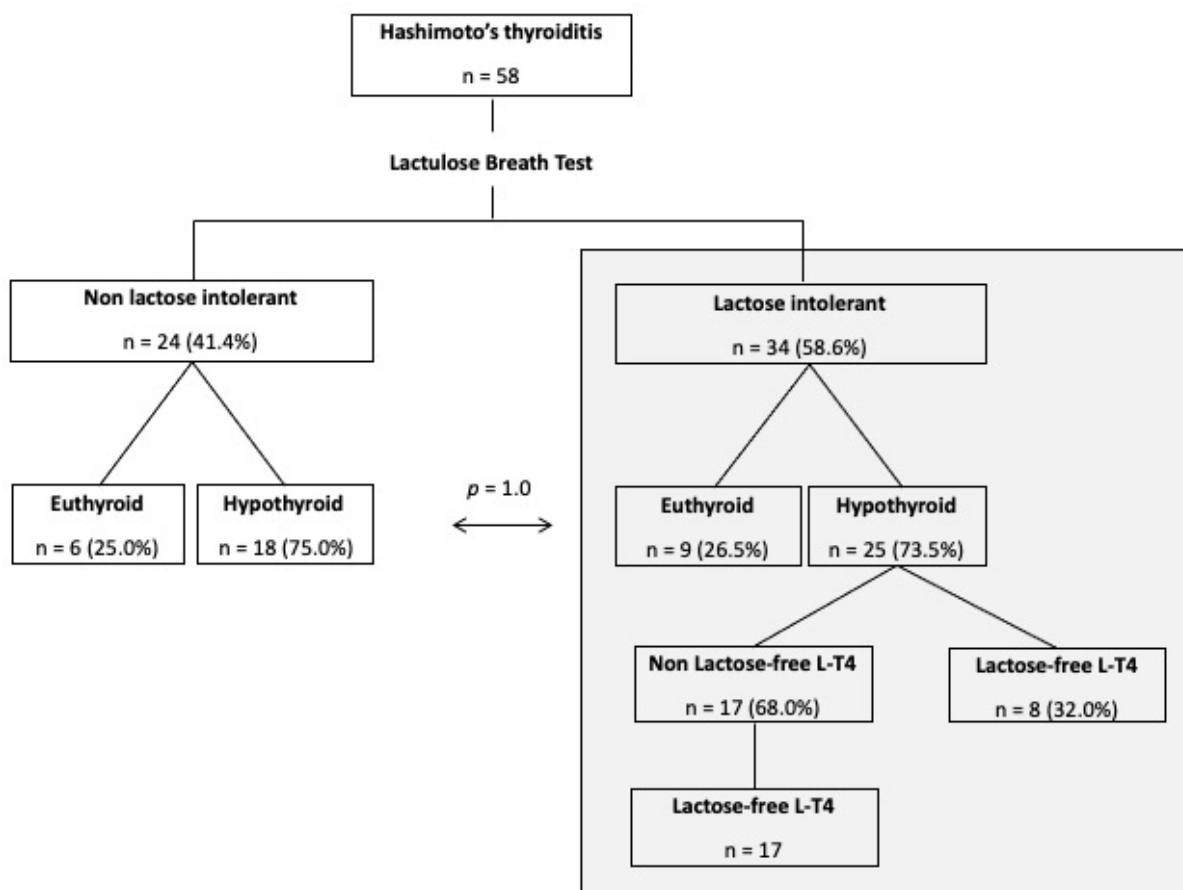 Hashimoto's thyroiditis
n = 58
Lactulose Breath Test
Non lactose intolerant
n = 24 (41.4%)
Lactose intolerant
n = 34 (58.6%)
Euthyroid
n = 6 (25.0%)
Hypothyroid
n = 18 (75.0%)
p = 1.0
Euthyroid
n = 9 (26.5%)
Hypothyroid
n = 25 (73.5%)
Non Lactose-free L-T4
n = 17 (68.0%)
Lactose-free L-T4
n = 8 (32.0%)
Lactose-free L-T4
n = 17